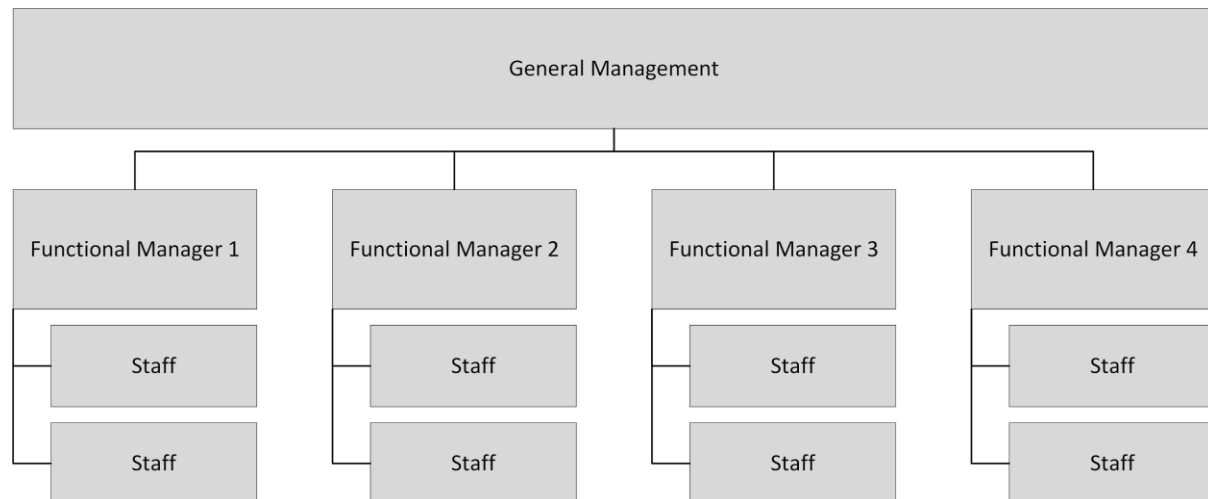 General Management
Functional Manager 1
Functional Manager 2
Functional Manager 3
Functional Manager 4
Staff
Staff
Staff
Staff
Staff
Staff
Staff
Staff